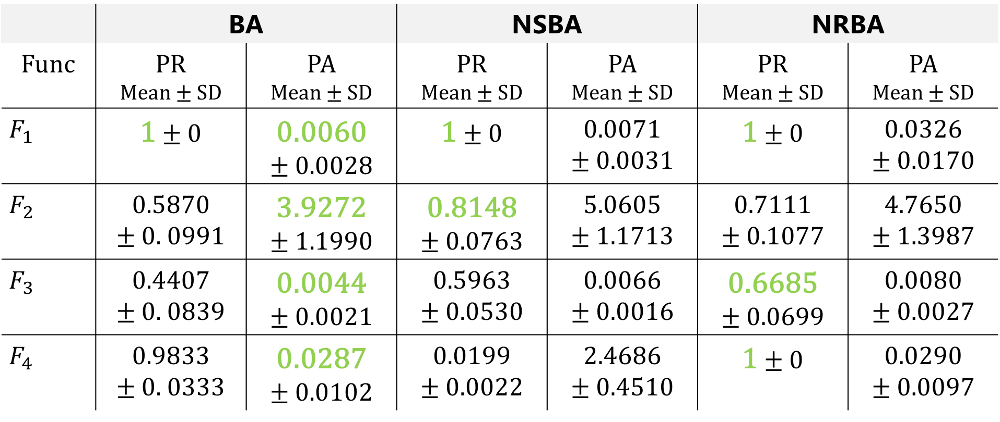 BA NSBA NRBA
Func PR PA PR PA PR PA
Mean ± SD Mean ± SD Mean ± SD Mean ± SD Mean ± SD Mean ± SD
F₁ 1 ± 0 0.0060 1 ± 0 0.0071 1 ± 0 0.0326
± 0.0028 ± 0.0031 ± 0.0170
F₂ 0.5870 3.9272 0.8148 5.0605 0.7111 4.7650
± 0. 0991 ± 1.1990 ± 0.0763 ± 1.1713 ± 0.1077 ± 1.3987
F₃ 0.4407 0.0044 0.5963 0.0066 0.6685 0.0080
± 0. 0839 ± 0.0021 ± 0.0530 ± 0.0016 ± 0.0699 ± 0.0027
F₄ 0.9833 0.0287 0.0199 2.4686 1 ± 0 0.0290
± 0. 0333 ± 0.0102 ± 0.0022 ± 0.4510 ± 0.0097